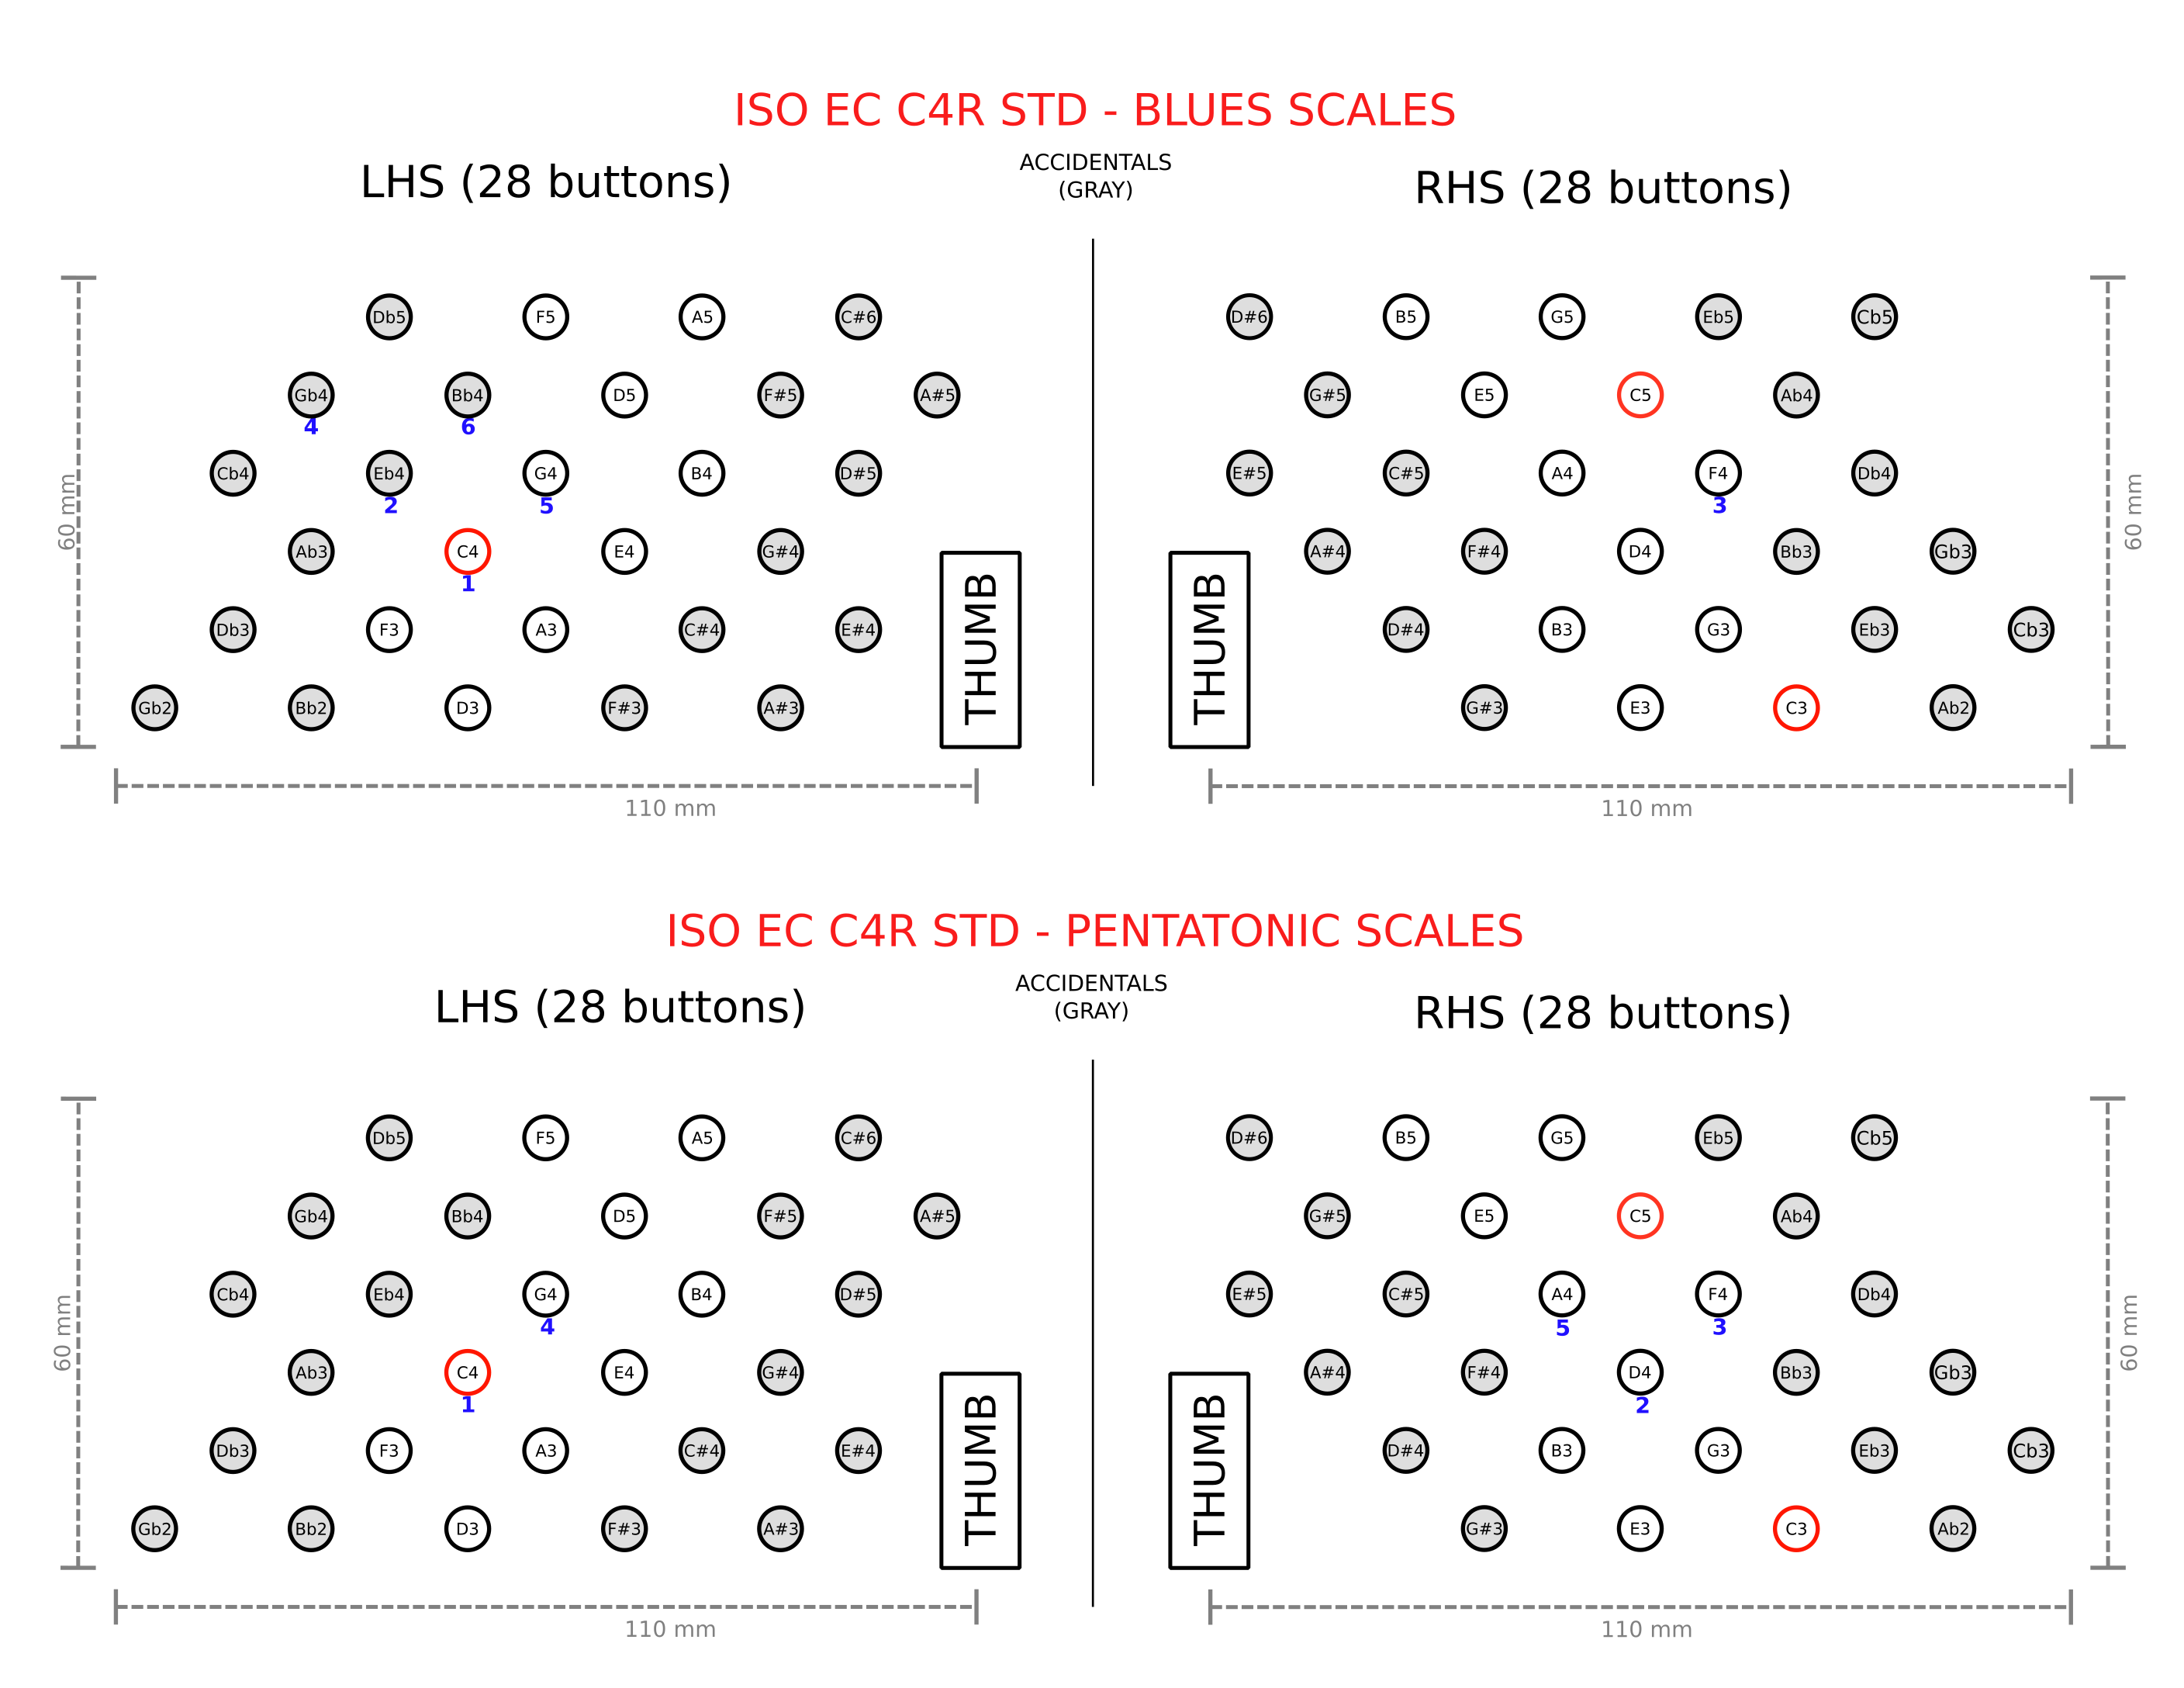 ISO EC C4R STD - BLUES SCALES
ACCIDENTALS
(GRAY)
LHS (28 buttons)
RHS (28 buttons)
Db5 F5 A5 C#6 D#6 B5 G5 Eb5 Cb5
Gb4 Bb4 D5 F#5 A#5 G#5 E5 C5 Ab4
4 6
Cb4 Eb4 G4 B4 D#5 E#5 C#5 A4 F4 Db4
2 5 3
60 mm
60 mm
Ab3 C4 E4 G#4 A#4 F#4 D4 Bb3 Gb3
1
THUMB
THUMB
Db3 F3 A3 C#4 E#4 D#4 B3 G3 Eb3 Cb3
Gb2 Bb2 D3 F#3 A#3 G#3 E3 C3 Ab2
110 mm
110 mm
ISO EC C4R STD - PENTATONIC SCALES
ACCIDENTALS
(GRAY)
LHS (28 buttons)
RHS (28 buttons)
Db5 F5 A5 C#6 D#6 B5 G5 Eb5 Cb5
Gb4 Bb4 D5 F#5 A#5 G#5 E5 C5 Ab4
Cb4 Eb4 G4 B4 D#5 E#5 C#5 A4 F4 Db4
4 5 3
60 mm
60 mm
Ab3 C4 E4 G#4 A#4 F#4 D4 Bb3 Gb3
1 2
THUMB
THUMB
Db3 F3 A3 C#4 E#4 D#4 B3 G3 Eb3 Cb3
Gb2 Bb2 D3 F#3 A#3 G#3 E3 C3 Ab2
110 mm
110 mm